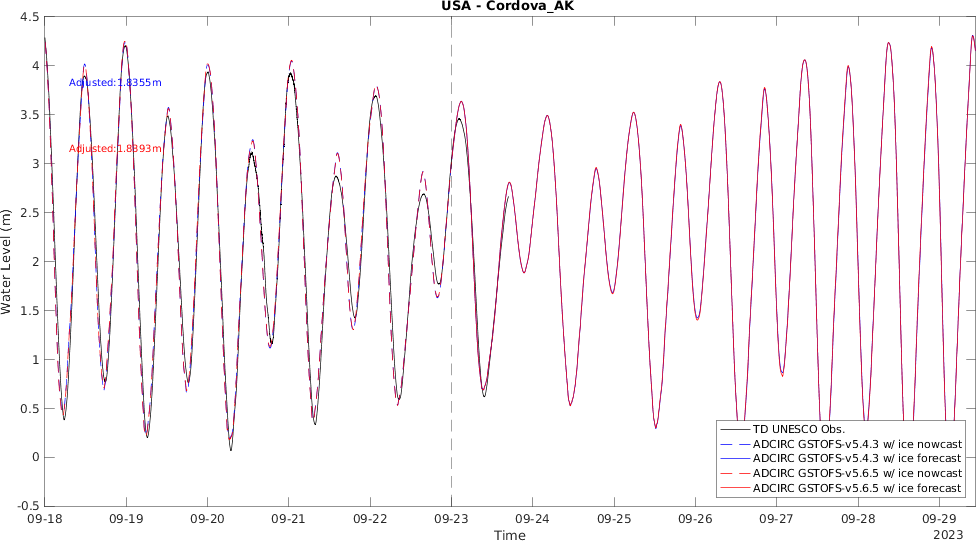 USA - Cordova_AK
4.5
4
3.5
3
2.5
2
1.5
1
0.5
0
-0.5
Water Level (m)
Adjusted:1.8355m
Adjusted:1.8393m
TD UNESCO Obs.
ADCIRC GSTOFS-v5.4.3 w/ ice nowcast
ADCIRC GSTOFS-v5.4.3 w/ ice forecast
ADCIRC GSTOFS-v5.6.5 w/ ice nowcast
ADCIRC GSTOFS-v5.6.5 w/ ice forecast
09-18 09-19 09-20 09-21 09-22 09-23 09-24 09-25 09-26 09-27 09-28 09-29
Time
2023